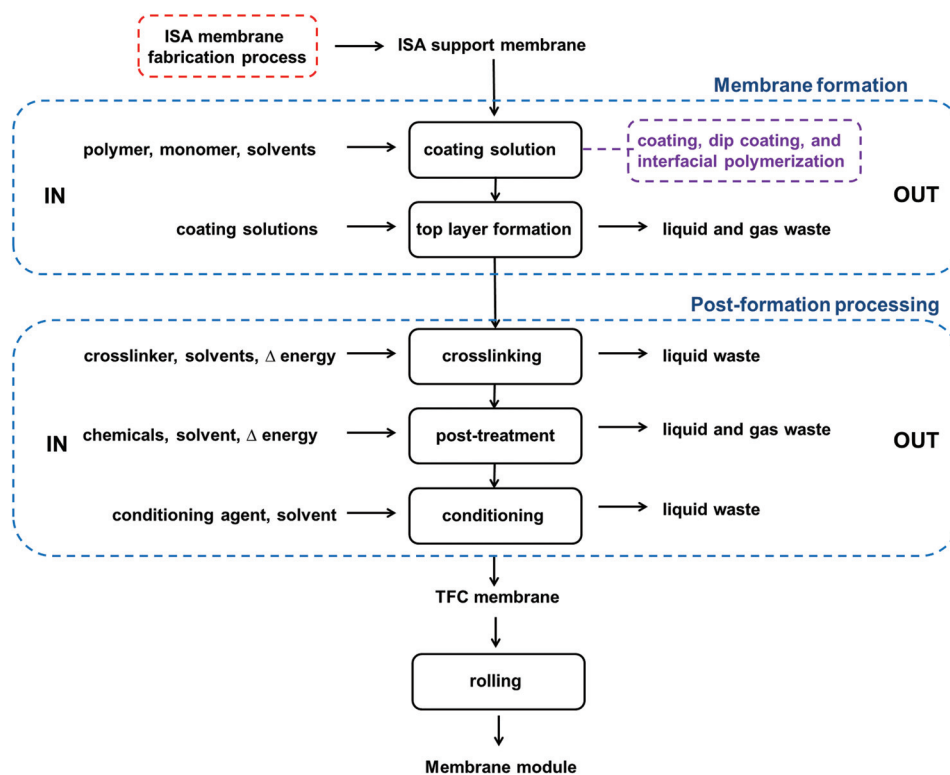 ISA membrane
fabrication process
ISA support membrane
Membrane formation
polymer, monomer, solvents
coating solution
coating, dip coating, and
interfacial polymerization
IN
OUT
coating solutions
top layer formation
liquid and gas waste
Post-formation processing
crosslinker, solvents, Δ energy
crosslinking
liquid waste
IN
chemicals, solvent, Δ energy
post-treatment
liquid and gas waste
OUT
conditioning agent, solvent
conditioning
liquid waste
TFC membrane
rolling
Membrane module